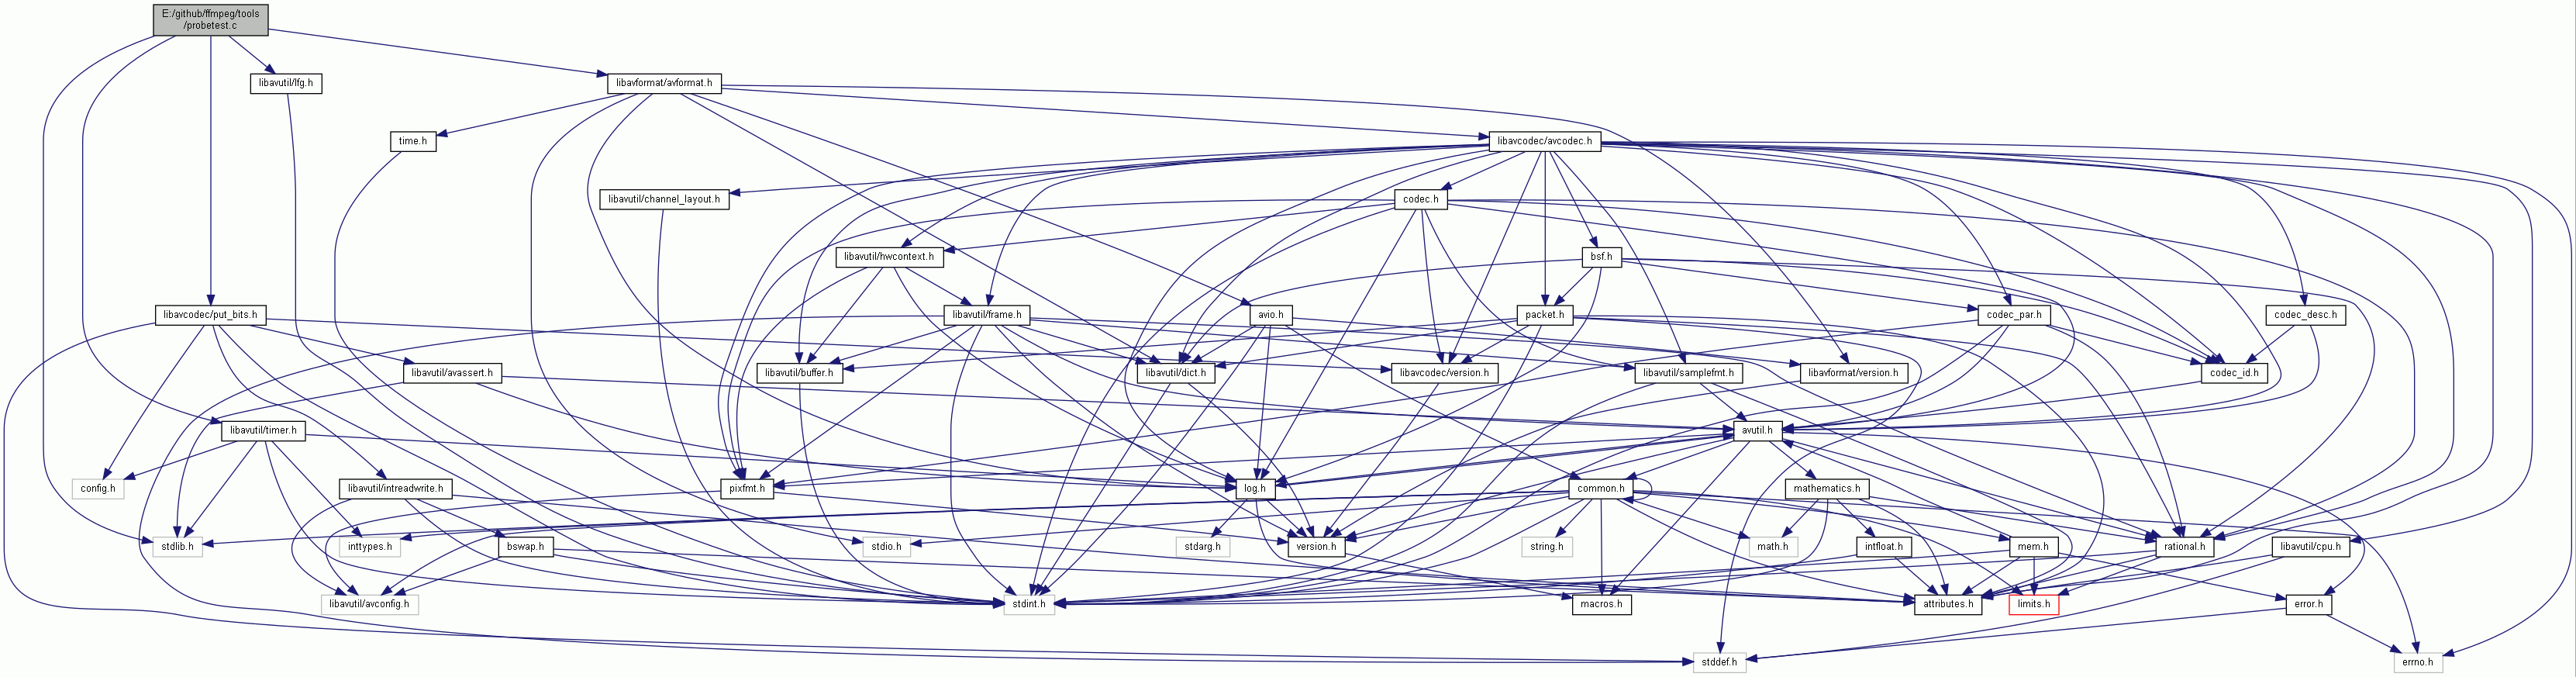 E:/github/ffmpeg/tools
/probetest.c
libavutil/lfg.h
libavformat/avformat.h
time.h
libavcodec/avcodec.h
libavutil/channel_layout.h
codec.h
libavutil/hwcontext.h
bsf.h
libavcodec/put_bits.h
libavutil/frame.h
avio.h
packet.h
codec_par.h
codec_desc.h
libavutil/avassert.h
libavutil/buffer.h
libavutil/dict.h
libavcodec/version.h
libavutil/samplefmt.h
libavformat/version.h
codec_id.h
libavutil/timer.h
avutil.h
config.h
libavutil/intreadwrite.h
pixfmt.h
log.h
common.h
mathematics.h
stdlib.h
inttypes.h
bswap.h
stdio.h
stdarg.h
version.h
string.h
math.h
intfloat.h
mem.h
rational.h
libavutil/cpu.h
libavutil/avconfig.h
stdint.h
macros.h
attributes.h
limits.h
error.h
stddef.h
errno.h